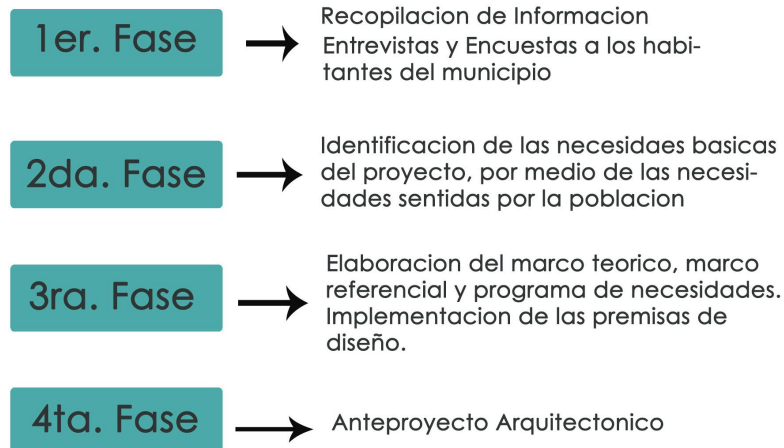 1er. Fase
Recopilacion de Informacion
Entrevistas y Encuestas a los habi-
tantes del municipio
2da. Fase
Identificacion de las necesidaes basicas
del proyecto, por medio de las necesi-
dades sentidas por la poblacion
3ra. Fase
Elaboracion del marco teorico, marco
referencial y programa de necesidades.
Implementacion de las premisas de
diseño.
4ta. Fase
Anteproyecto Arquitectonico